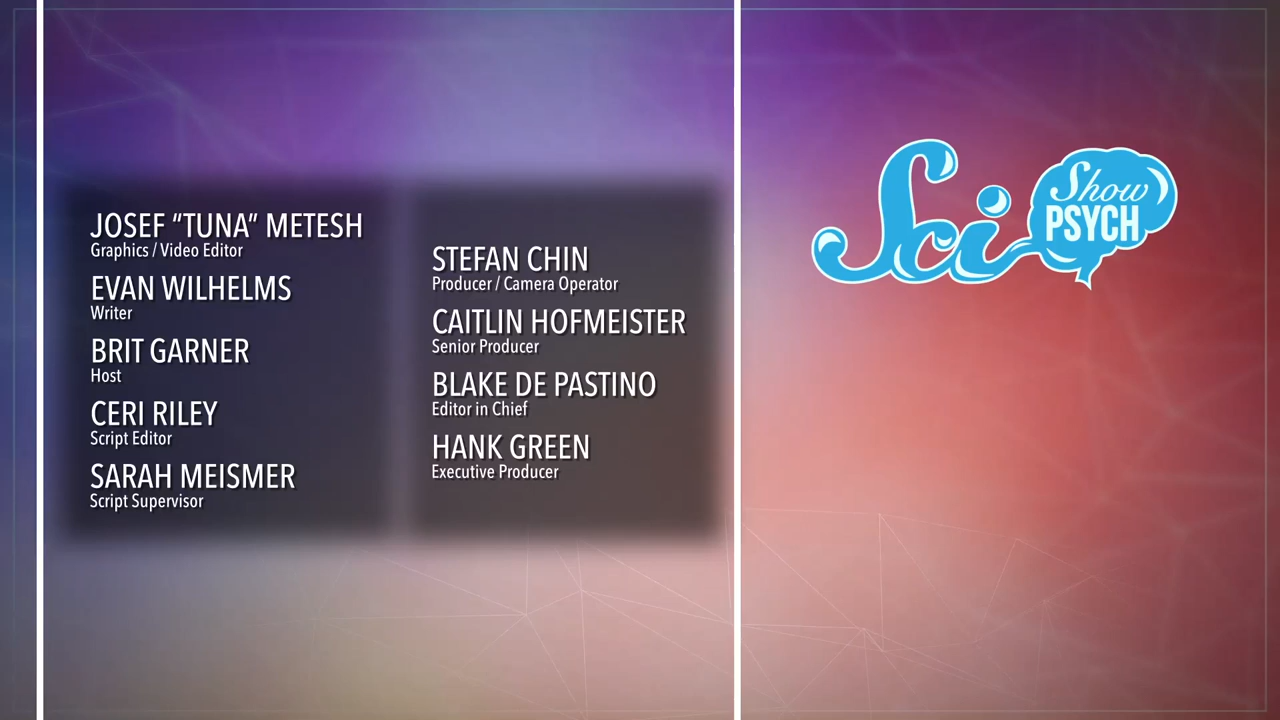 JOSEF “TUNA” METESH
Graphics / Video Editor
EVAN WILHELMS
Writer
BRIT GARNER
Host
CERI RILEY
Script Editor
SARAH MEISMER
Script Supervisor
STEFAN CHIN
Producer / Camera Operator
CAITLIN HOFMEISTER
Senior Producer
BLAKE DE PASTINO
Editor in Chief
HANK GREEN
Executive Producer
Sci
Show
PSYCH